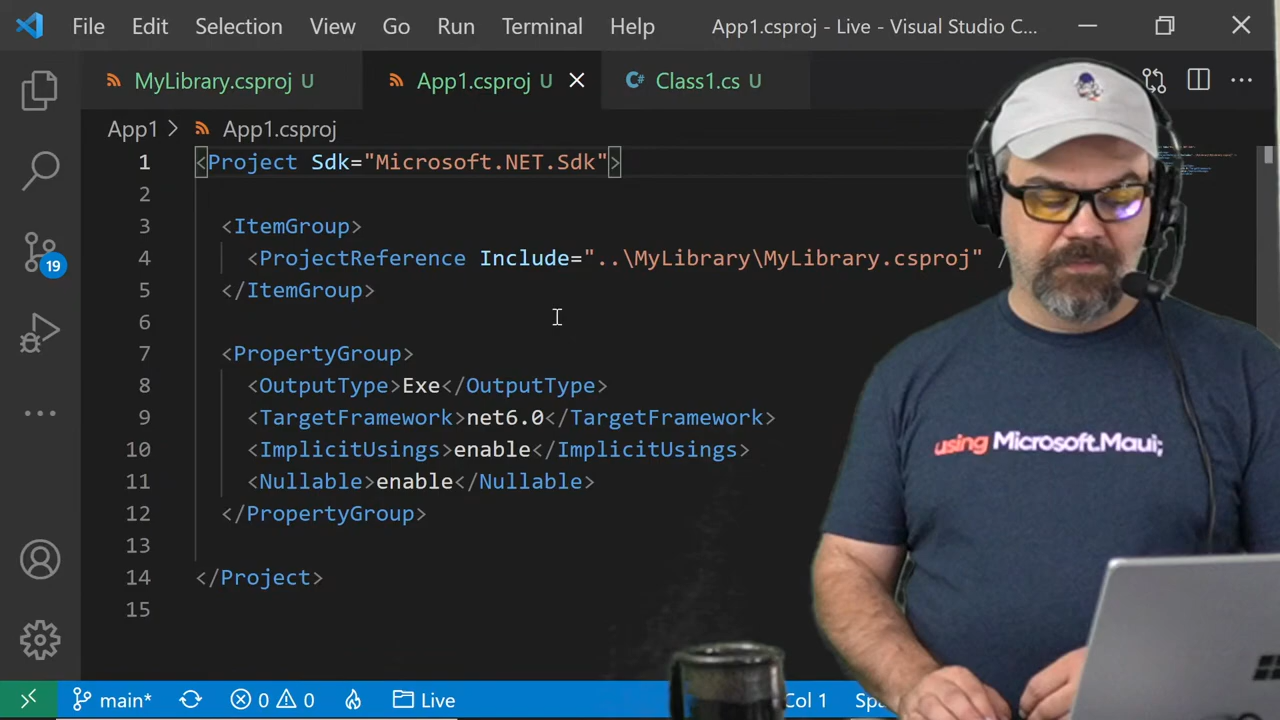 File Edit Selection View Go Run Terminal Help App1.csproj - Live - Visual Studio C...
MyLibrary.csproj U App1.csproj U Class1.cs U
App1 > App1.csproj
1 <Project Sdk="Microsoft.NET.Sdk">
2
3 <ItemGroup>
4 <ProjectReference Include="..\MyLibrary\MyLibrary.csproj" /
5 </ItemGroup>
6
7 <PropertyGroup>
8 <OutputType>Exe</OutputType>
9 <TargetFramework>net6.0</TargetFramework>
10 <ImplicitUsings>enable</ImplicitUsings>
11 <Nullable>enable</Nullable>
12 </PropertyGroup>
13
14 </Project>
15
19
using Microsoft.Maui;
main* 0 0 Live Col 1 Spa